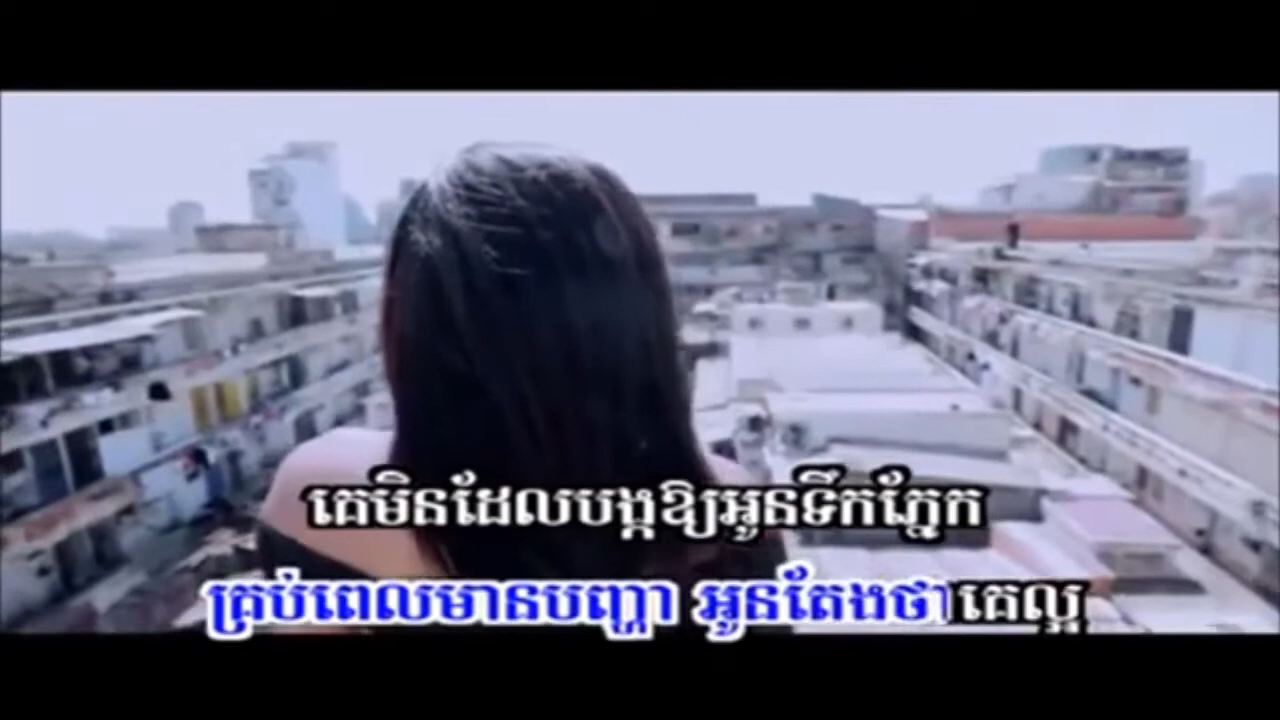 គេមិនដែលបង្កឱ្យអូនទឹកភ្នែក
គ្រប់ពេលមានបញ្ហា អូនតែងថា គេល្អ